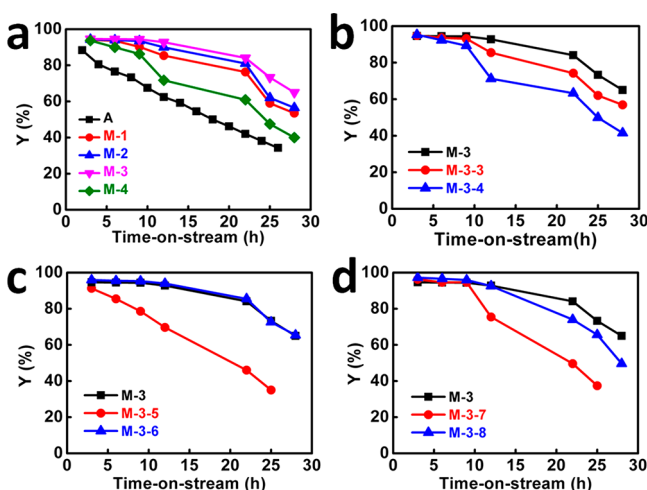 a
100
80
60
40
20
0
Y (%)
A
M-1
M-2
M-3
M-4
0 5 10 15 20 25 30
Time-on-stream (h)
b
100
80
60
40
20
0
Y (%)
M-3
M-3-3
M-3-4
0 5 10 15 20 25 30
Time-on-stream(h)
c
100
80
60
40
20
0
Y (%)
M-3
M-3-5
M-3-6
0 5 10 15 20 25 30
Time-on-stream (h)
d
100
80
60
40
20
0
Y (%)
M-3
M-3-7
M-3-8
0 5 10 15 20 25 30
Time-on-stream (h)